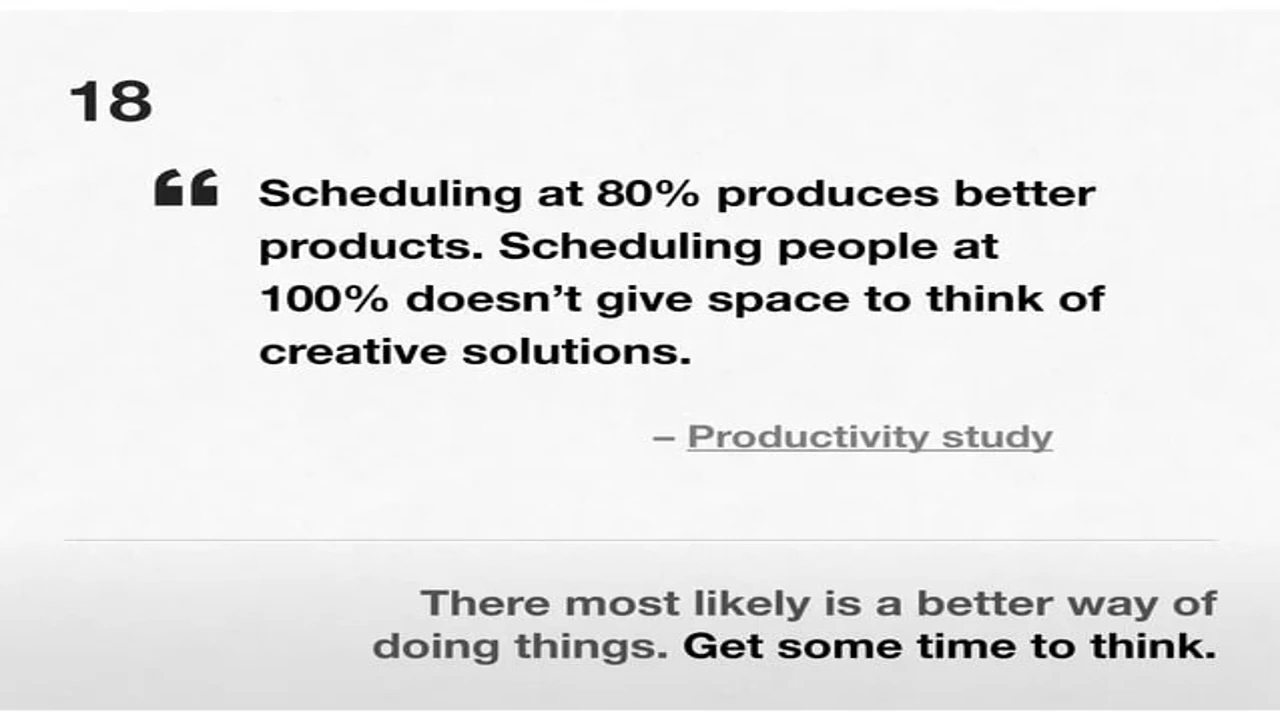 18
“ Scheduling at 80% produces better
products. Scheduling people at
100% doesn’t give space to think of
creative solutions.
– Productivity study
There most likely is a better way of
doing things. Get some time to think.